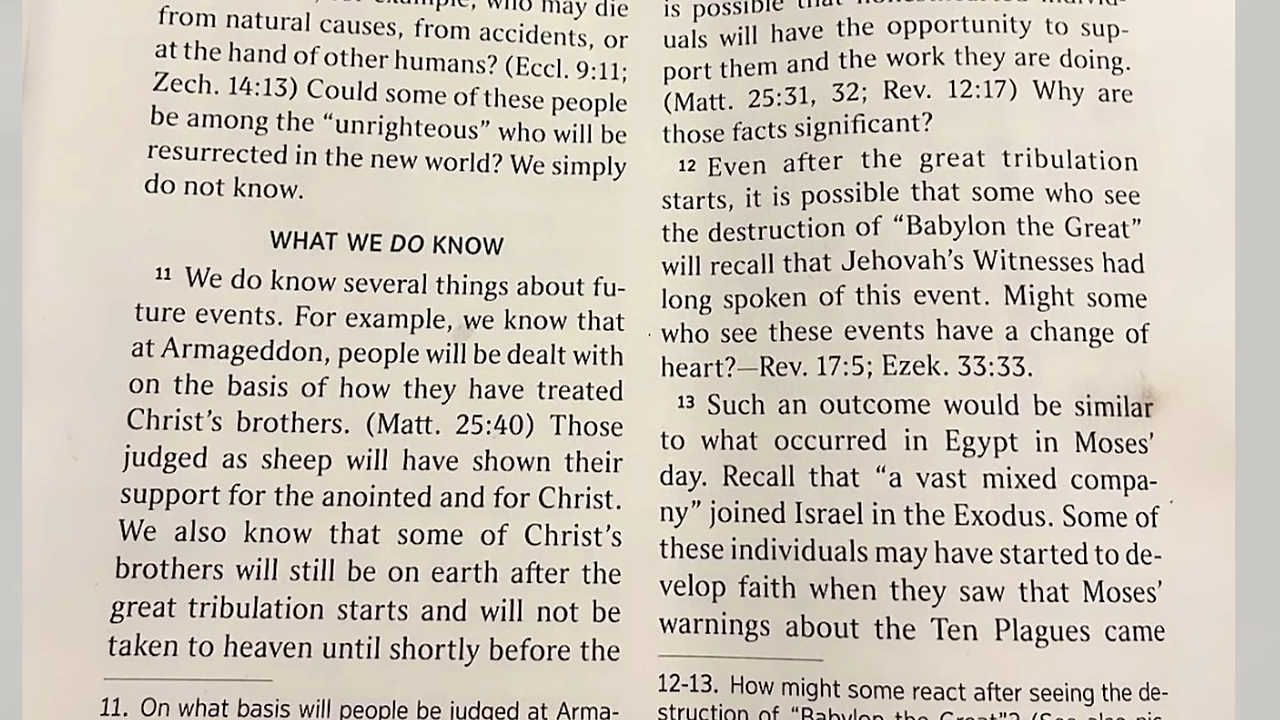 who may die
from natural causes, from accidents, or
at the hand of other humans? (Eccl. 9:11;
Zech. 14:13) Could some of these people
be among the “unrighteous” who will be
resurrected in the new world? We simply
do not know.
WHAT WE DO KNOW
11 We do know several things about fu-
ture events. For example, we know that
at Armageddon, people will be dealt with
on the basis of how they have treated
Christ’s brothers. (Matt. 25:40) Those
judged as sheep will have shown their
support for the anointed and for Christ.
We also know that some of Christ’s
brothers will still be on earth after the
great tribulation starts and will not be
taken to heaven until shortly before the
11. On what basis will people be judged at Arma-
is possible that
uals will have the opportunity to sup-
port them and the work they are doing.
(Matt. 25:31, 32; Rev. 12:17) Why are
those facts significant?
12 Even after the great tribulation
starts, it is possible that some who see
the destruction of “Babylon the Great”
will recall that Jehovah’s Witnesses had
long spoken of this event. Might some
who see these events have a change of
heart?—Rev. 17:5; Ezek. 33:33.
13 Such an outcome would be similar
to what occurred in Egypt in Moses’
day. Recall that “a vast mixed compa-
ny” joined Israel in the Exodus. Some of
these individuals may have started to de-
velop faith when they saw that Moses’
warnings about the Ten Plagues came
12-13. How might some react after seeing the de-
struction of “Babylon the Great”? (See also